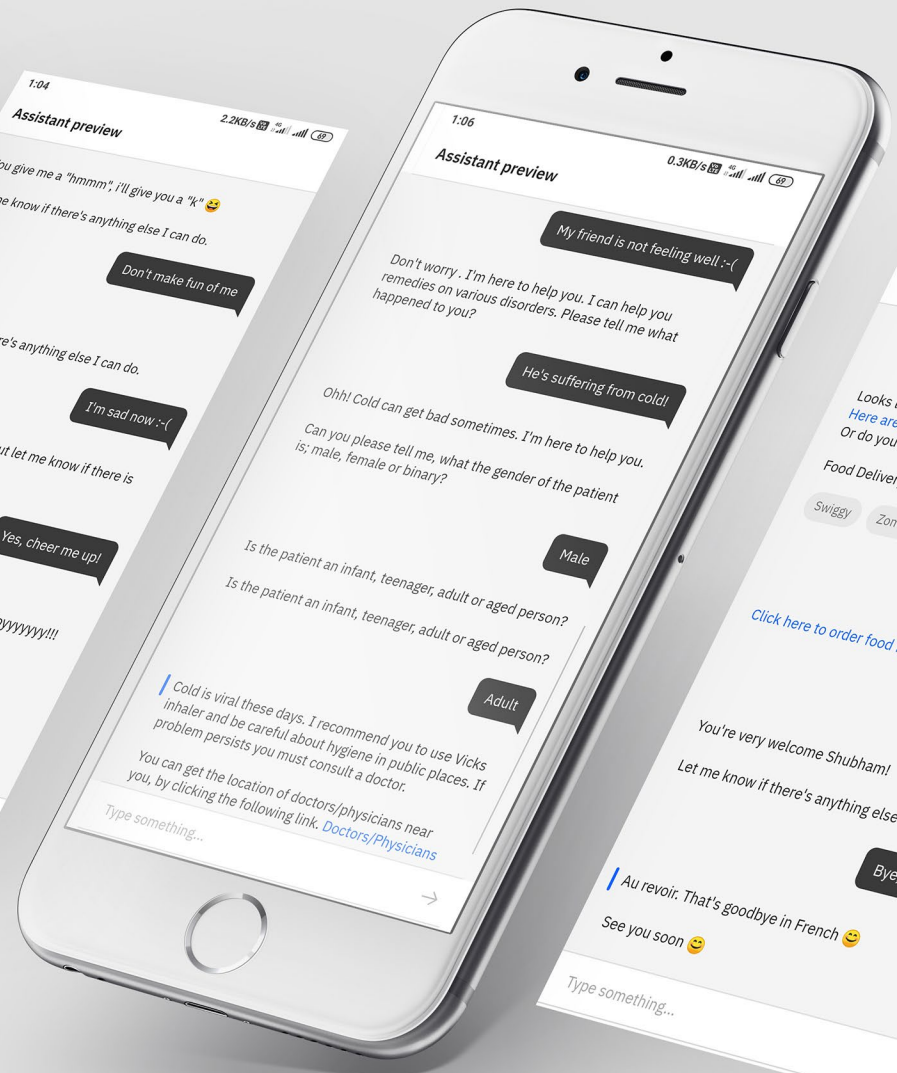 1:04
2.2KB/s 4G 69
Assistant preview
ou give me a "hmmm", i'll give you a "k" 😆
e know if there's anything else I can do.
Don't make fun of me
re's anything else I can do.
I'm sad now :-(
ut let me know if there is
Yes, cheer me up!
yyyyyyy!!!
1:06
0.3KB/s 4G 69
Assistant preview
My friend is not feeling well :-(
Don't worry . I'm here to help you. I can help you
remedies on various disorders. Please tell me what
happened to you?
He's suffering from cold!
Ohh! Cold can get bad sometimes. I'm here to help you.
Can you please tell me, what the gender of the patient
is; male, female or binary?
Male
Is the patient an infant, teenager, adult or aged person?
Is the patient an infant, teenager, adult or aged person?
Adult
Cold is viral these days. I recommend you to use Vicks
inhaler and be careful about hygiene in public places. If
problem persists you must consult a doctor.
You can get the location of doctors/physicians near
you, by clicking the following link. Doctors/Physicians
Type something...
Looks
Here are
Or do you
Food Deliver
Swiggy Zom
Click here to order food
You're very welcome Shubham!
Let me know if there's anything else
Bye
Au revoir. That's goodbye in French 😊
See you soon 😊
Type something...